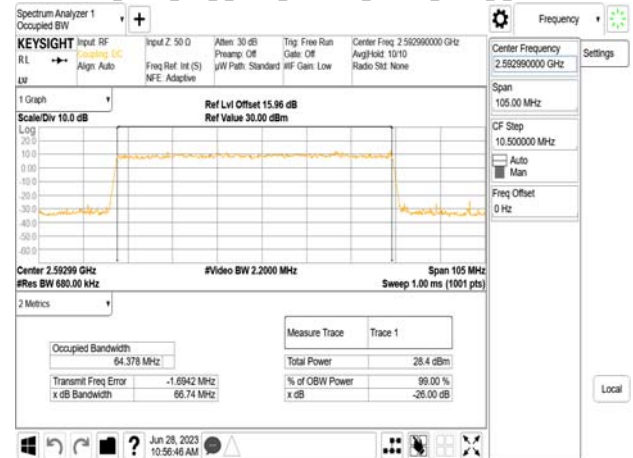 Spectrum Analyzer 1
Occupied BW
Frequency
KEYSIGHT
Input: RF
Coupling: DC
Align: Auto
Input Z: 50 Ω
Freq Ref: Int (S)
NFE: Adaptive
Atten: 30 dB
Preamp: Off
µW Path: Standard
Trig: Free Run
Gate: Off
#IF Gain: Low
Center Freq: 2.592990000 GHz
Avg|Hold: 10/10
Radio Std: None
RL
Center Frequency
2.592990000 GHz
Settings
Span
105.00 MHz
CF Step
10.500000 MHz
Auto
Man
Freq Offset
0 Hz
1 Graph
Scale/Div 10.0 dB
Ref Lvl Offset 15.96 dB
Ref Value 30.00 dBm
Log
20.0
10.0
0.00
-10.0
-20.0
-30.0
-40.0
-50.0
-60.0
Center 2.59299 GHz
#Res BW 680.00 kHz
#Video BW 2.2000 MHz
Span 105 MHz
Sweep 1.00 ms (1001 pts)
2 Metrics
Measure Trace Trace 1
Occupied Bandwidth
64.378 MHz
Total Power 28.4 dBm
Transmit Freq Error -1.6942 MHz
% of OBW Power 99.00 %
x dB Bandwidth 66.74 MHz
x dB -26.00 dB
Local
?
Jun 28, 2023
10:56:46 AM